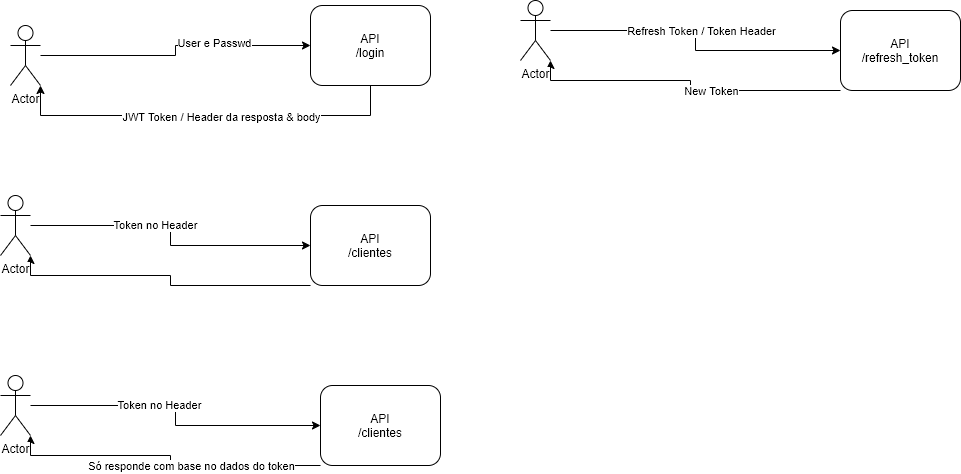 User e Passwd
API
/login
Actor
JWT Token / Header da resposta & body
Refresh Token / Token Header
API
/refresh_token
Actor
New Token
Token no Header
API
/clientes
Actor
Token no Header
API
/clientes
Actor
Só responde com base no dados do token